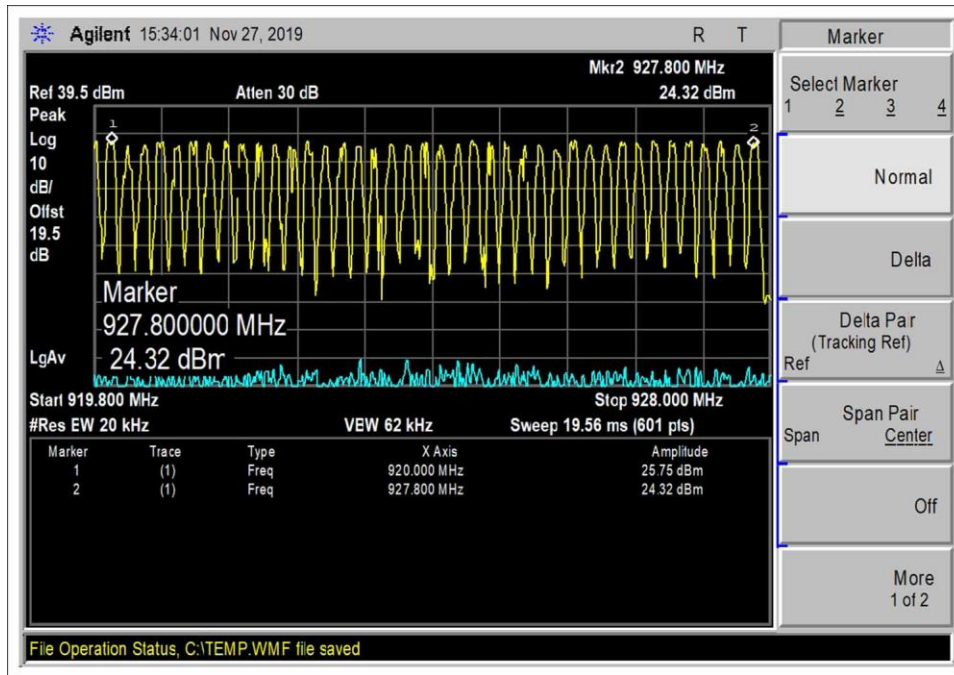 Agilent 15:34:01 Nov 27, 2019 R T
Mkr2 927.800 MHz
Ref 39.5 dBm Atten 30 dB 24.32 dBm
Peak
Log
10
dB/
Offst
19.5
dB
LgAv
1
2
Marker
927.800000 MHz
24.32 dBm
Start 919.800 MHz Stop 928.000 MHz
#Res BW 20 kHz VBW 62 kHz Sweep 19.56 ms (601 pts)
Marker Trace Type X Axis Amplitude
1 (1) Freq 920.000 MHz 25.75 dBm
2 (1) Freq 927.800 MHz 24.32 dBm
File Operation Status, C:\TEMP.WMF file saved
Marker
Select Marker
1 2 3 4
Normal
Delta
Delta Pair
(Tracking Ref)
Ref Δ
Span Pair
Span Center
Off
More
1 of 2